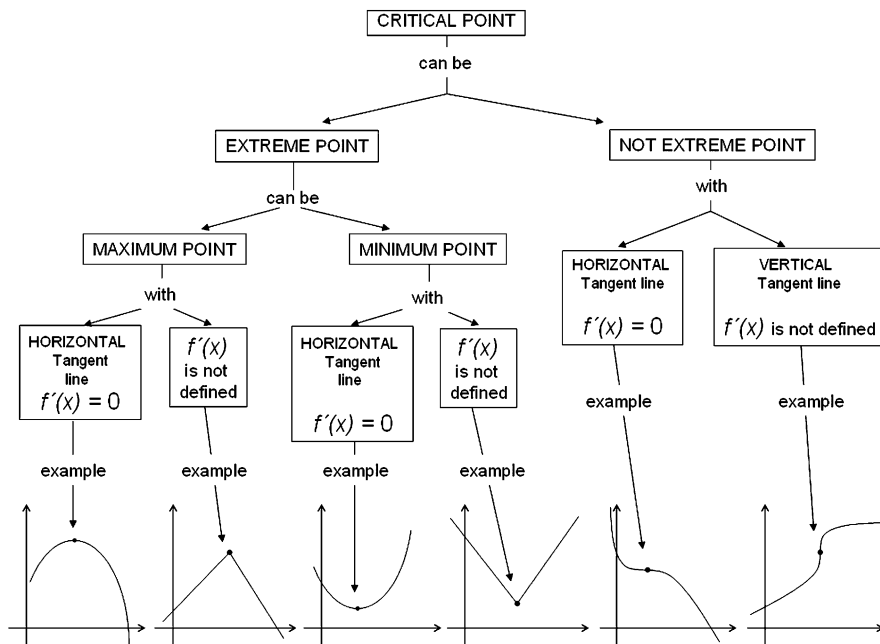 CRITICAL POINT
can be
EXTREME POINT
NOT EXTREME POINT
can be
with
MAXIMUM POINT
MINIMUM POINT
HORIZONTAL
Tangent line
f´(x) = 0
VERTICAL
Tangent line
f´(x) is not defined
with
with
HORIZONTAL
Tangent
line
f´(x) = 0
f´(x)
is not
defined
HORIZONTAL
Tangent
line
f´(x) = 0
f´(x)
is not
defined
example
example
example
example
example
example